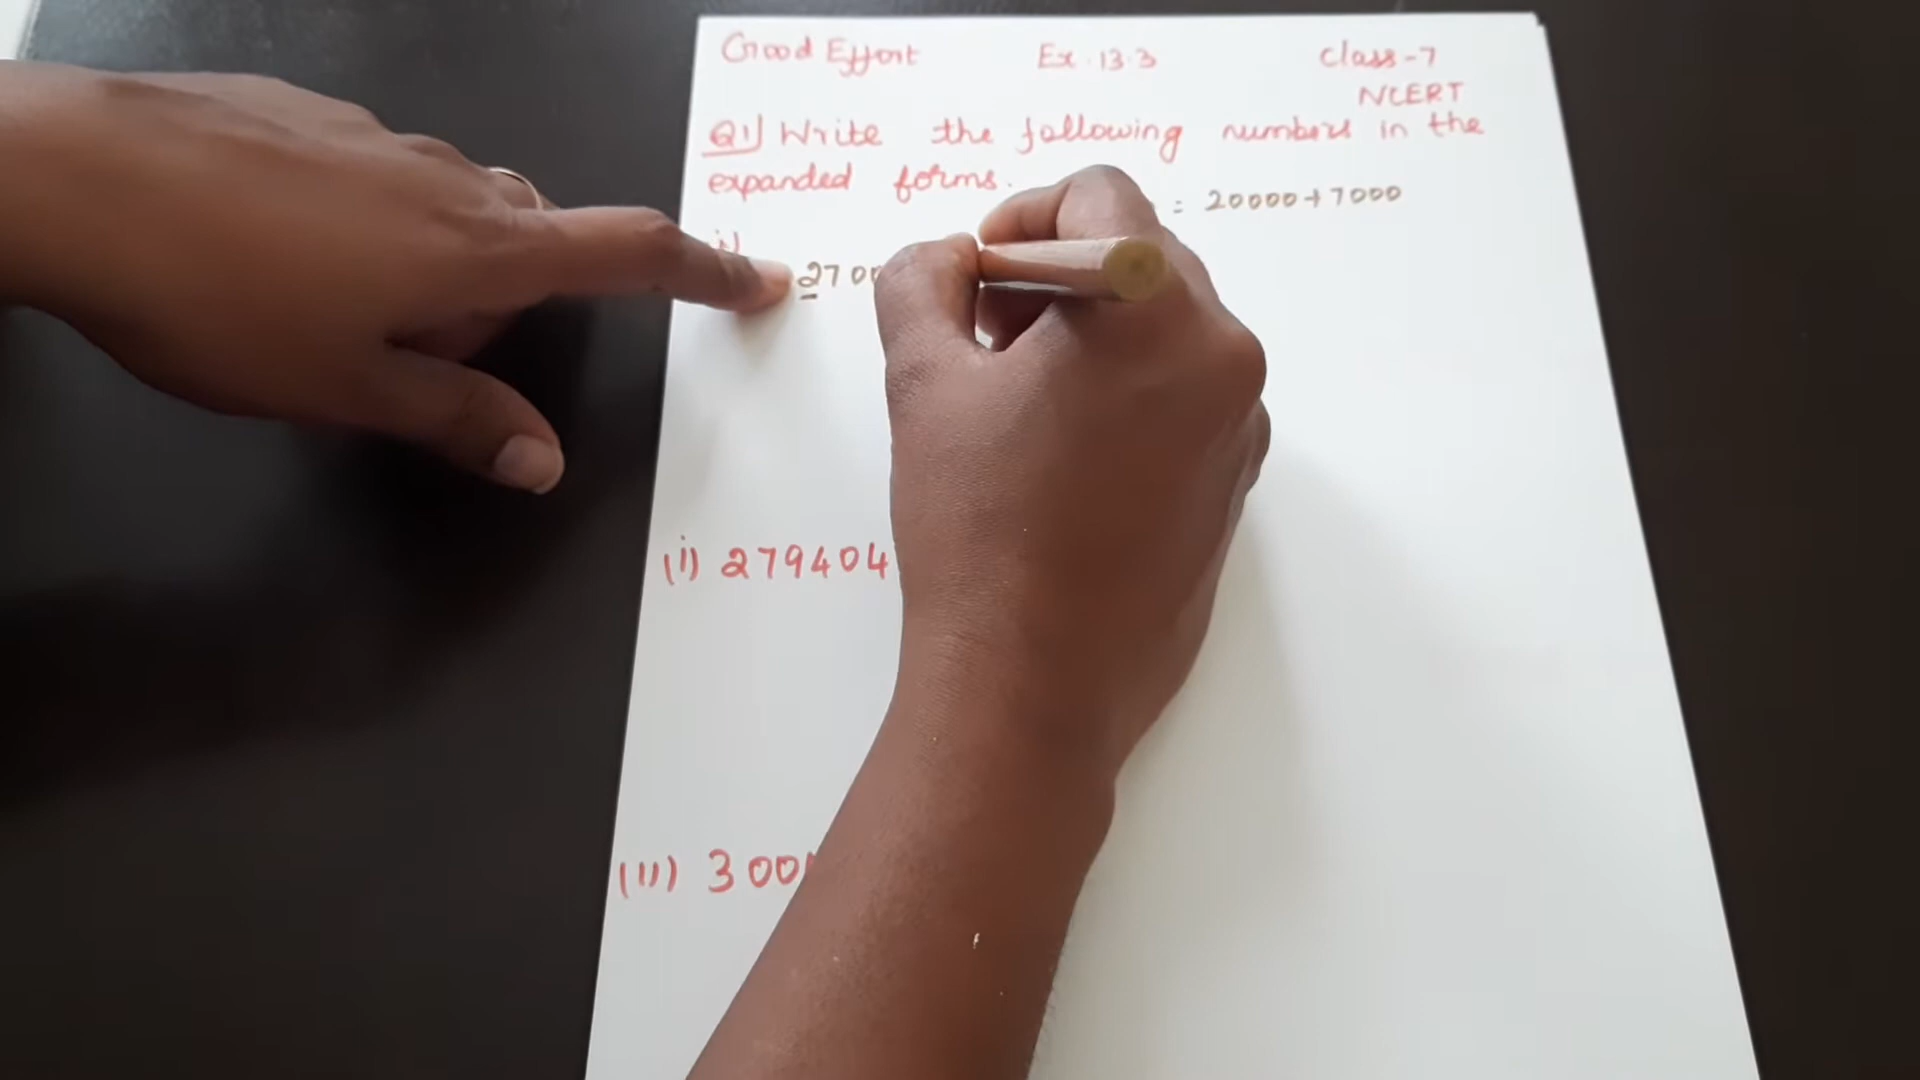 Good Effort Ex. 13.3 Class-7
NCERT
Q1) Write the following numbers in the
expanded forms.
= 20000+7000
i)
2700
(i) 279404
(ii) 300